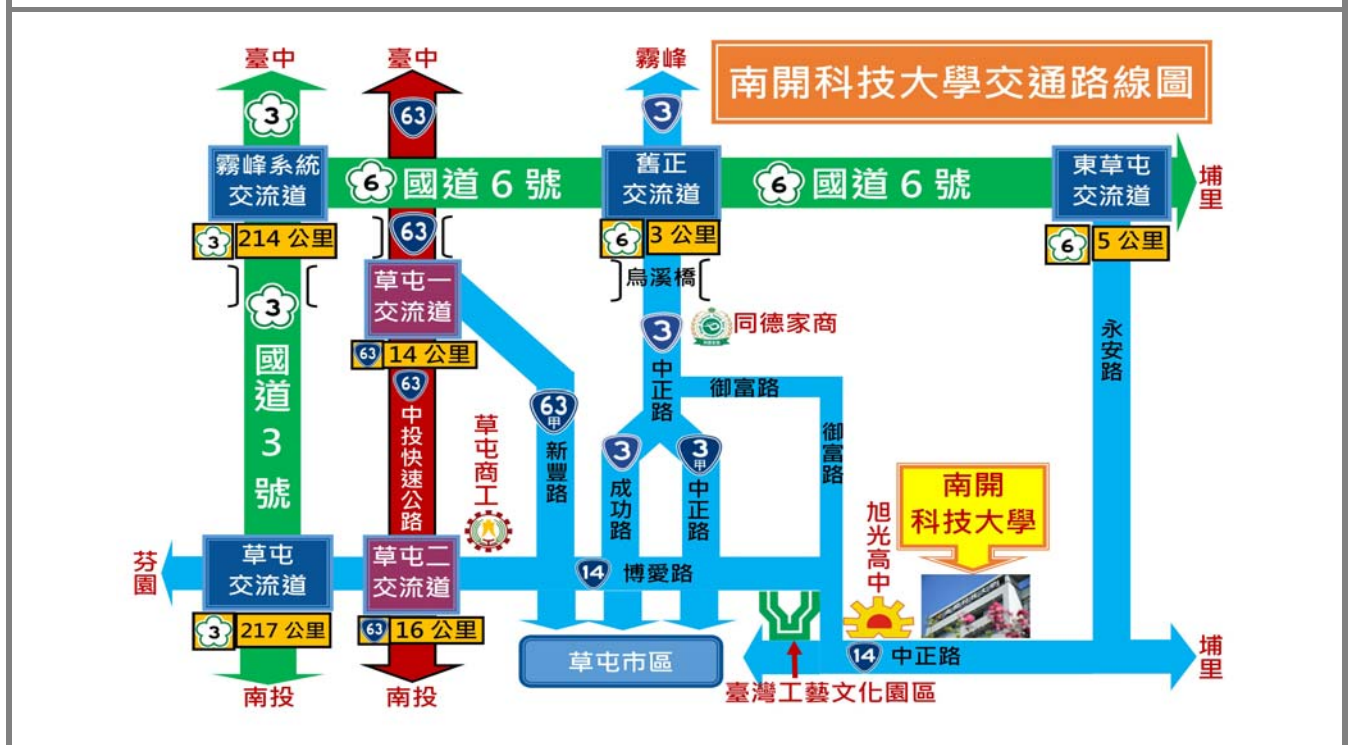 南開科技大學交通路線圖
臺中
臺中
霧峰
3
63
3
霧峰系統
交流道
6
國道 6 號
舊正
交流道
6
國道 6 號
東草屯
交流道
埔里
3
214 公里
63
6
3 公里
6
5 公里
烏溪橋
草屯一
交流道
63
14 公里
3
國道3號
63
中投快速公路
草屯商工
63甲
新豐路
3
中正路
同德家商
御富路
御富路
永安路
3
成功路
3甲
中正路
南開
科技大學
旭光高中
芬園
草屯
交流道
草屯二
交流道
14
博愛路
3
217 公里
63
16 公里
草屯市區
14
中正路
埔里
南投
南投
臺灣工藝文化園區